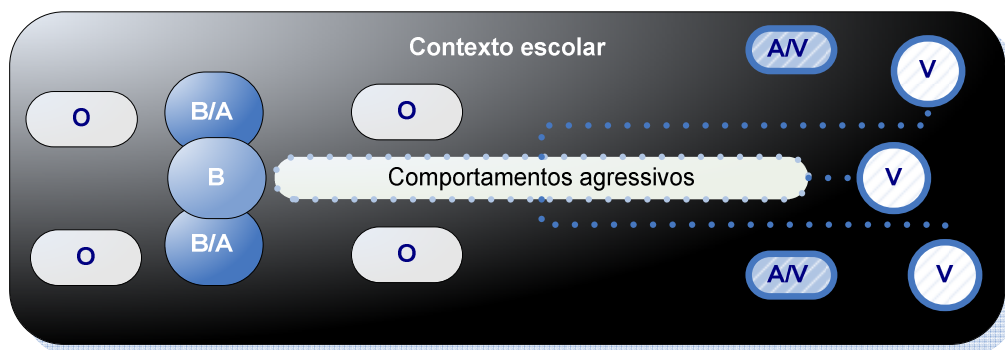 Contexto escolar
A/V
V
O
B/A
O
B
Comportamentos agressivos
V
O
B/A
O
A/V
V